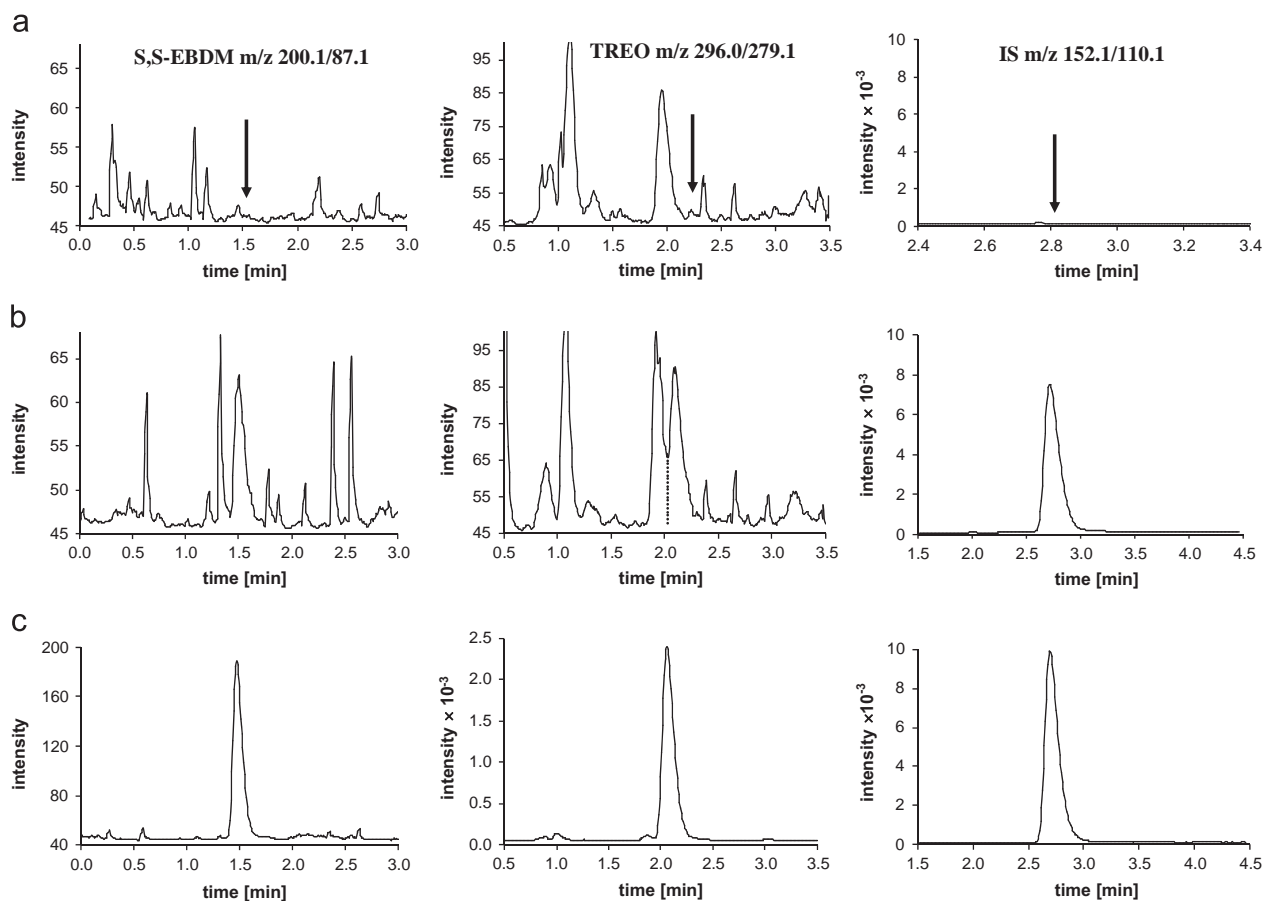 a
S,S-EBDM m/z 200.1/87.1
intensity
65
60
55
50
45
0.0 0.5 1.0 1.5 2.0 2.5 3.0
time [min]
TREO m/z 296.0/279.1
intensity
95
85
75
65
55
45
0.5 1.0 1.5 2.0 2.5 3.0 3.5
time [min]
IS m/z 152.1/110.1
intensity × 10-3
10
8
6
4
2
0
2.4 2.6 2.8 3.0 3.2 3.4
time [min]
b
intensity
65
60
55
50
45
0.0 0.5 1.0 1.5 2.0 2.5 3.0
time [min]
intensity
95
85
75
65
55
45
0.5 1.0 1.5 2.0 2.5 3.0 3.5
time [min]
intensity × 10-3
10
8
6
4
2
0
1.5 2.0 2.5 3.0 3.5 4.0 4.5
time [min]
c
intensity
200
160
120
80
40
0.0 0.5 1.0 1.5 2.0 2.5 3.0
time [min]
intensity × 10-3
2.5
2.0
1.5
1.0
0.5
0.0
0.5 1.0 1.5 2.0 2.5 3.0 3.5
time [min]
intensity ×10-3
10
8
6
4
2
0
1.5 2.0 2.5 3.0 3.5 4.0 4.5
time [min]